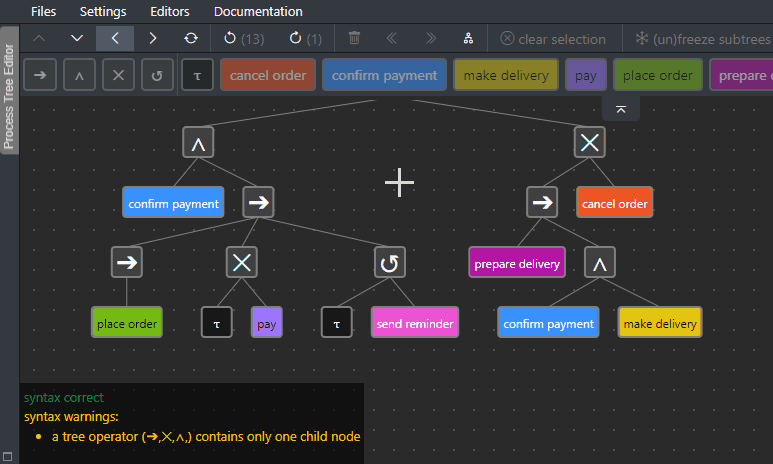 Files Settings Editors Documentation
(13) (1) clear selection (un)freeze subtrees
Process Tree Editor
➔ ∧ ✕ ↺ τ cancel order confirm payment make delivery pay place order prepare
∧ ✕
confirm payment ➔ ➔ cancel order
➔ ✕ ↺ prepare delivery ∧
place order τ pay τ send reminder confirm payment make delivery
syntax correct
syntax warnings:
• a tree operator (➔,✕,∧,) contains only one child node